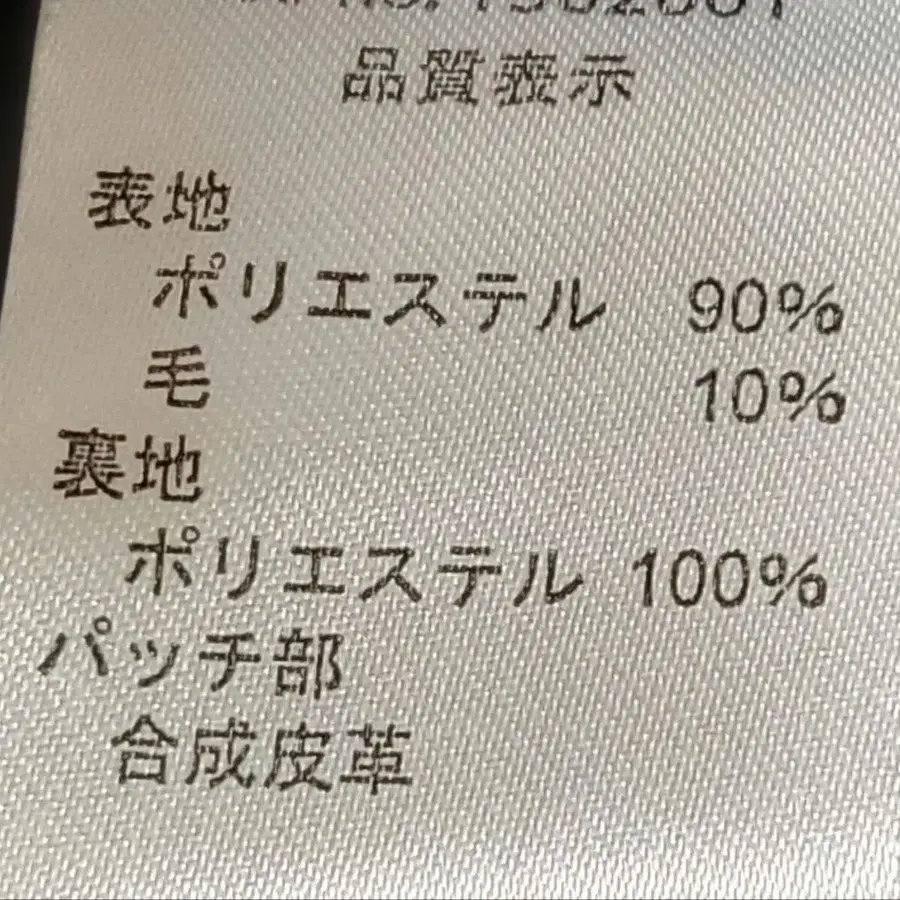 品質表示
表地
ポリエステル 90%
毛 10%
裏地
ポリエステル 100%
パッチ部
合成皮革